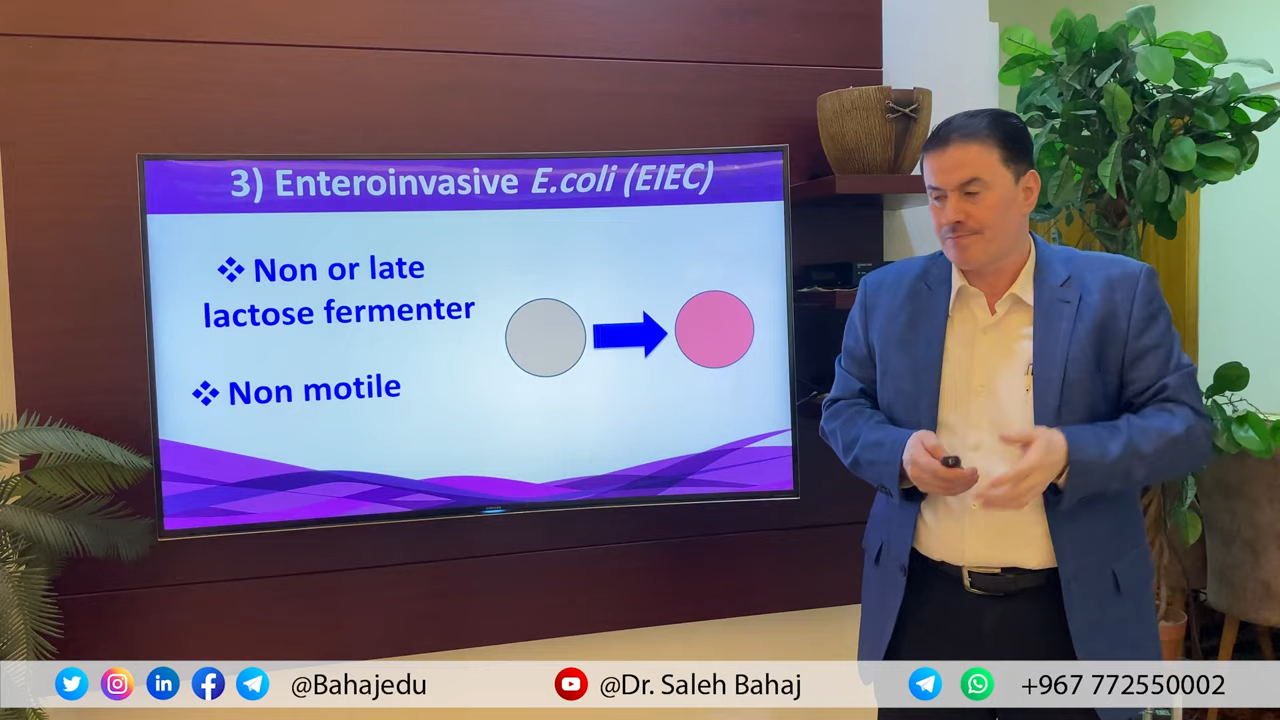 3) Enteroinvasive E.coli (EIEC)
❖ Non or late
lactose fermenter
❖ Non motile
@Bahajedu
@Dr. Saleh Bahaj
+967 772550002